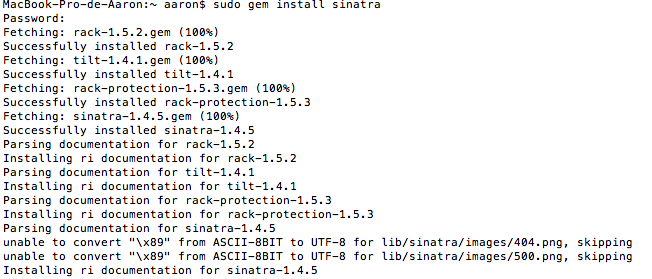 MacBook-Pro-de-Aaron:~ aaron$ sudo gem install sinatra
Password:
Fetching: rack-1.5.2.gem (100%)
Successfully installed rack-1.5.2
Fetching: tilt-1.4.1.gem (100%)
Successfully installed tilt-1.4.1
Fetching: rack-protection-1.5.3.gem (100%)
Successfully installed rack-protection-1.5.3
Fetching: sinatra-1.4.5.gem (100%)
Successfully installed sinatra-1.4.5
Parsing documentation for rack-1.5.2
Installing ri documentation for rack-1.5.2
Parsing documentation for tilt-1.4.1
Installing ri documentation for tilt-1.4.1
Parsing documentation for rack-protection-1.5.3
Installing ri documentation for rack-protection-1.5.3
Parsing documentation for sinatra-1.4.5
unable to convert "\x89" from ASCII-8BIT to UTF-8 for lib/sinatra/images/404.png, skipping
unable to convert "\x89" from ASCII-8BIT to UTF-8 for lib/sinatra/images/500.png, skipping
Installing ri documentation for sinatra-1.4.5